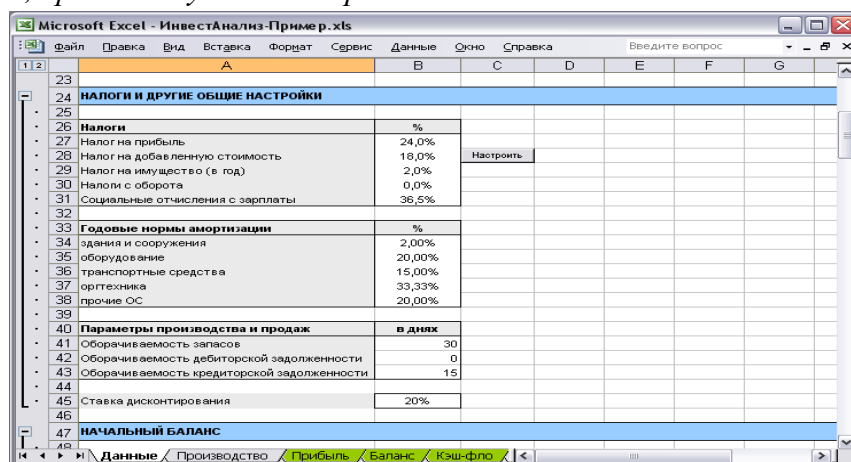 Microsoft Excel - ИнвестАнализ-Пример.xls
Файл Правка Вид Вставка Формат Сервис Данные Окно Справка Введите вопрос
1 2 A B C D E F G
23
24 НАЛОГИ И ДРУГИЕ ОБЩИЕ НАСТРОЙКИ
25
26 Налоги %
27 Налог на прибыль 24,0%
28 Налог на добавленную стоимость 18,0% Настроить
29 Налог на имущество (в год) 2,0%
30 Налоги с оборота 0,0%
31 Социальные отчисления с зарплаты 36,5%
32
33 Годовые нормы амортизации %
34 здания и сооружения 2,00%
35 оборудование 20,00%
36 транспортные средства 15,00%
37 оргтехника 33,33%
38 прочие ОС 20,00%
39
40 Параметры производства и продаж в днях
41 Оборачиваемость запасов 30
42 Оборачиваемость дебиторской задолженности 0
43 Оборачиваемость кредиторской задолженности 15
44
45 Ставка дисконтирования 20%
46
47 НАЧАЛЬНЫЙ БАЛАНС
48
Данные Производство Прибыль Баланс Кэш-фло